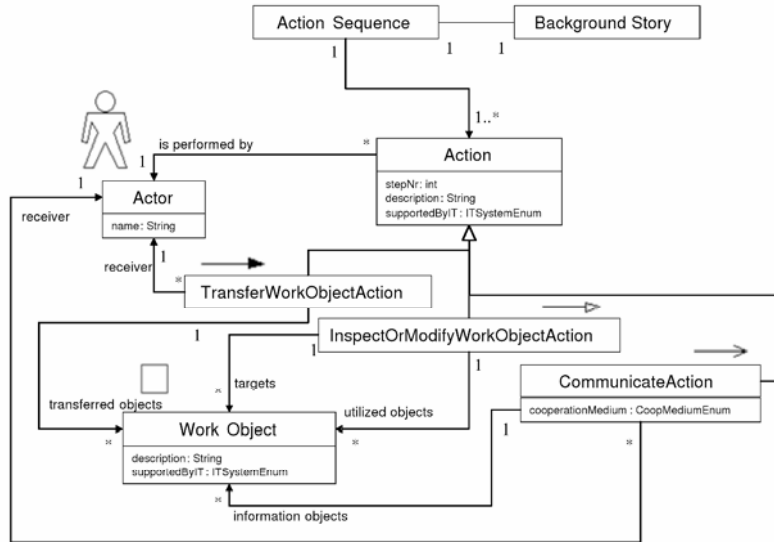 Action Sequence
Background Story
1
1
1
1..*
is performed by
*
1
Action
stepNr: int
description: String
supportedByIT : ITSystemEnum
1
receiver
Actor
name: String
1
receiver
*
TransferWorkObjectAction
1
1
InspectOrModifyWorkObjectAction
1
targets
*
transferred objects
utilized objects
CommunicateAction
cooperationMedium : CoopMediumEnum
1
*
Work Object
*
*
description: String
supportedByIT : ITSystemEnum
*
information objects